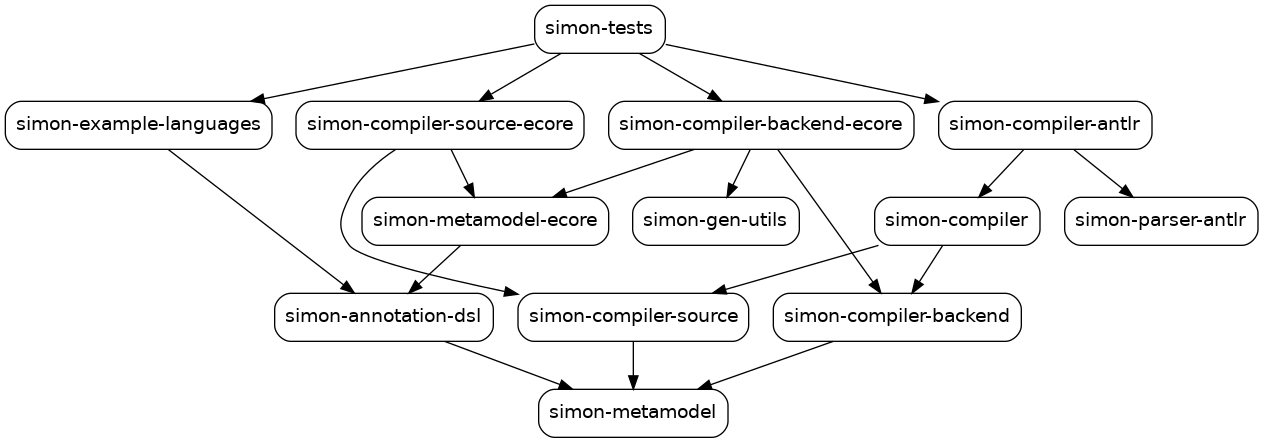 simon-tests
simon-example-languages
simon-compiler-source-ecore
simon-compiler-backend-ecore
simon-compiler-antlr
simon-metamodel-ecore
simon-gen-utils
simon-compiler
simon-parser-antlr
simon-annotation-dsl
simon-compiler-source
simon-compiler-backend
simon-metamodel